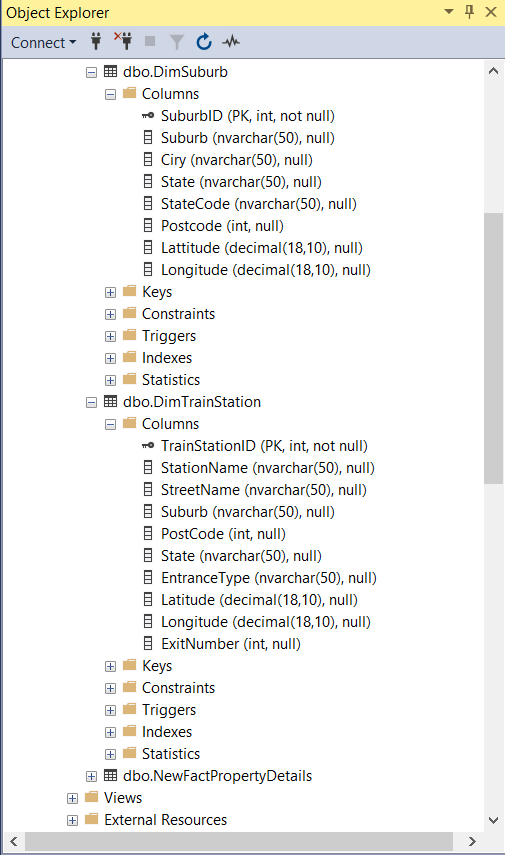 Object Explorer
Connect
dbo.DimSuburb
Columns
SuburbID (PK, int, not null)
Suburb (nvarchar(50), null)
Ciry (nvarchar(50), null)
State (nvarchar(50), null)
StateCode (nvarchar(50), null)
Postcode (int, null)
Lattitude (decimal(18,10), null)
Longitude (decimal(18,10), null)
Keys
Constraints
Triggers
Indexes
Statistics
dbo.DimTrainStation
Columns
TrainStationID (PK, int, not null)
StationName (nvarchar(50), null)
StreetName (nvarchar(50), null)
Suburb (nvarchar(50), null)
PostCode (int, null)
State (nvarchar(50), null)
EntranceType (nvarchar(50), null)
Latitude (decimal(18,10), null)
Longitude (decimal(18,10), null)
ExitNumber (int, null)
Keys
Constraints
Triggers
Indexes
Statistics
dbo.NewFactPropertyDetails
Views
External Resources